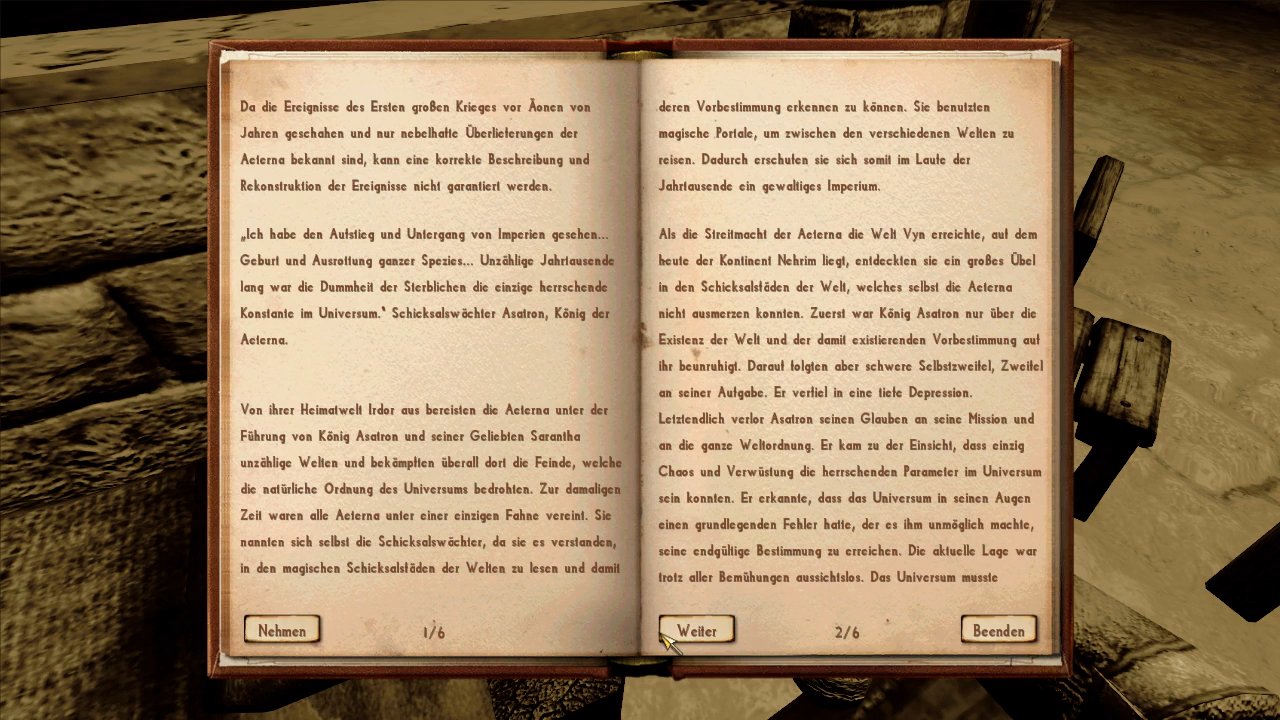 Da die Ereignisse des Ersten großen Krieges vor Äonen von
Jahren geschahen und nur nebelhafte Überlieferungen der
Aeterna bekannt sind, kann eine korrekte Beschreibung und
Rekonstruktion der Ereignisse nicht garantiert werden.
„Ich habe den Aufstieg und Untergang von Imperien gesehen...
Geburt und Ausrottung ganzer Spezies... Unzählige Jahrtausende
lang war die Dummheit der Sterblichen die einzige herrschende
Konstante im Universum.“ Schicksalswächter Asatron, König der
Aeterna.
Von ihrer Heimatwelt Irdor aus bereisten die Aeterna unter der
Führung von König Asatron und seiner Geliebten Sarantha
unzählige Welten und bekämpften überall dort die Feinde, welche
die natürliche Ordnung des Universums bedrohten. Zur damaligen
Zeit waren alle Aeterna unter einer einzigen Fahne vereint. Sie
nannten sich selbst die Schicksalswächter, da sie es verstanden,
in den magischen Schicksalsfäden der Welten zu lesen und damit
Nehmen
1/6
deren Vorbestimmung erkennen zu können. Sie benutzten
magische Portale, um zwischen den verschiedenen Welten zu
reisen. Dadurch erschufen sie sich somit im Laufe der
Jahrtausende ein gewaltiges Imperium.
Als die Streitmacht der Aeterna die Welt Vyn erreichte, auf dem
heute der Kontinent Nehrim liegt, entdeckten sie ein großes Übel
in den Schicksalsfäden der Welt, welches selbst die Aeterna
nicht ausmerzen konnten. Zuerst war König Asatron nur über die
Existenz der Welt und der damit existierenden Vorbestimmung auf
ihr beunruhigt. Darauf folgten aber schwere Selbstzweifel, Zweifel
an seiner Aufgabe. Er verfiel in eine tiefe Depression.
Letztendlich verlor Asatron seinen Glauben an seine Mission und
an die ganze Weltordnung. Er kam zu der Einsicht, dass einzig
Chaos und Verwüstung die herrschenden Parameter im Universum
sein konnten. Er erkannte, dass das Universum in seinen Augen
einen grundlegenden Fehler hatte, der es ihm unmöglich machte,
seine endgültige Bestimmung zu erreichen. Die aktuelle Lage war
trotz aller Bemühungen aussichtslos. Das Universum musste
Weiter
2/6
Beenden